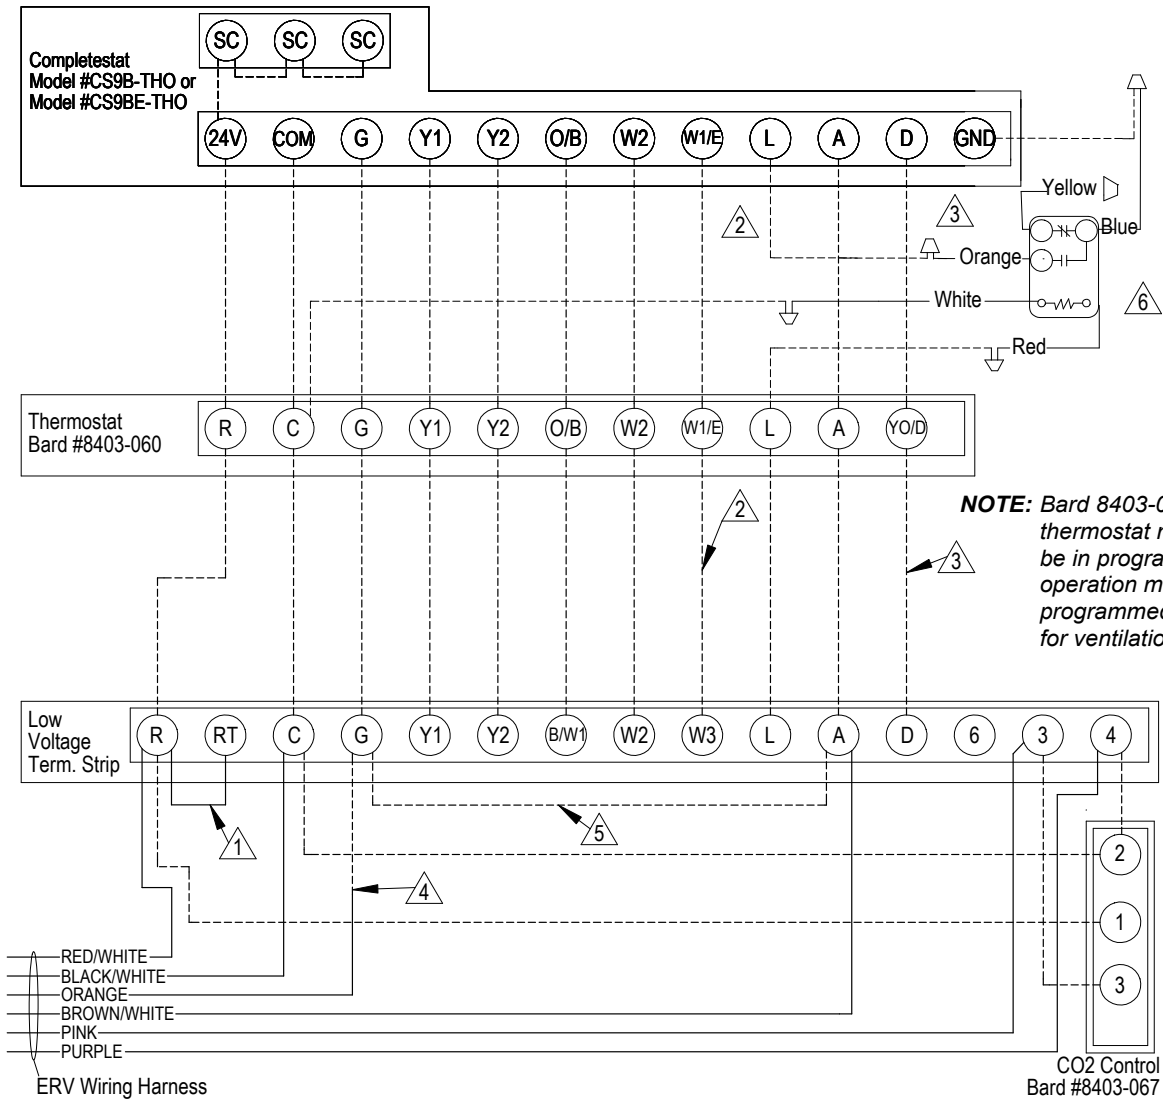 SC SC SC
Completestat
Model #CS9B-THO or
Model #CS9BE-THO
24V COM G Y1 Y2 O/B W2 W1/E L A D GND
Yellow
2
3
Blue
Orange
White
6
Red
Thermostat
Bard #8403-060
R C G Y1 Y2 O/B W2 W1/E L A YO/D
2
3
NOTE: Bard 8403-0
thermostat
be in progra
operation m
programmed
for ventilatio
Low
Voltage
Term. Strip
R RT C G Y1 Y2 B/W1 W2 W3 L A D 6 3 4
1
5
4
2
1
3
RED/WHITE
BLACK/WHITE
ORANGE
BROWN/WHITE
PINK
PURPLE
ERV Wiring Harness
CO2 Control
Bard #8403-067